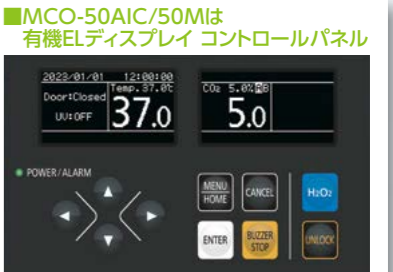 ■MCO-50AIC/50Mは
有機ELディスプレイ コントロールパネル
2023/01/01 12:00:00
Door:Closed
Temp.37.0℃
UV:OFF
37.0
CO2 5.0%AB
5.0
POWER/ALARM
MENU
HOME
CANCEL
H2O2
ENTER
BUZZER
STOP
UNLOCK